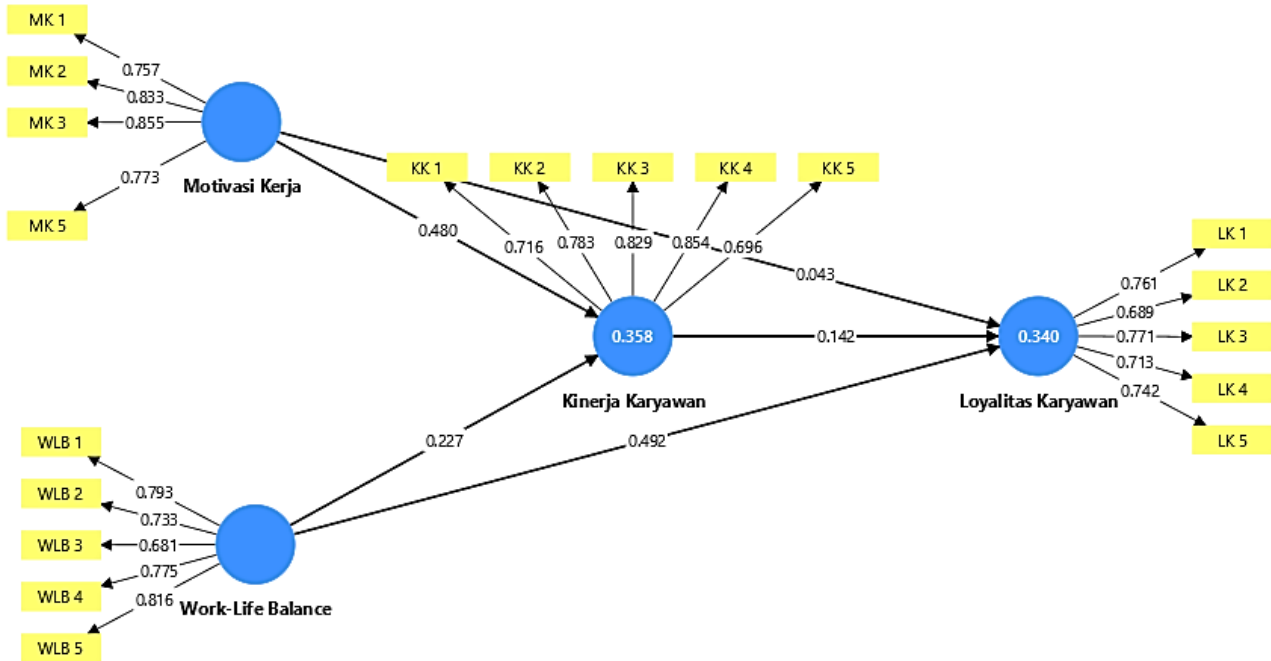 MK 1
MK 2
MK 3
MK 5
0.757
0.833
0.855
0.773
Motivasi Kerja
KK 1
KK 2
KK 3
KK 4
KK 5
0.716
0.783
0.829
0.854
0.696
0.480
0.043
0.358
Kinerja Karyawan
0.142
0.340
Loyalitas Karyawan
LK 1
LK 2
LK 3
LK 4
LK 5
0.761
0.689
0.771
0.713
0.742
0.227
0.492
WLB 1
WLB 2
WLB 3
WLB 4
WLB 5
0.793
0.733
0.681
0.775
0.816
Work-Life Balance